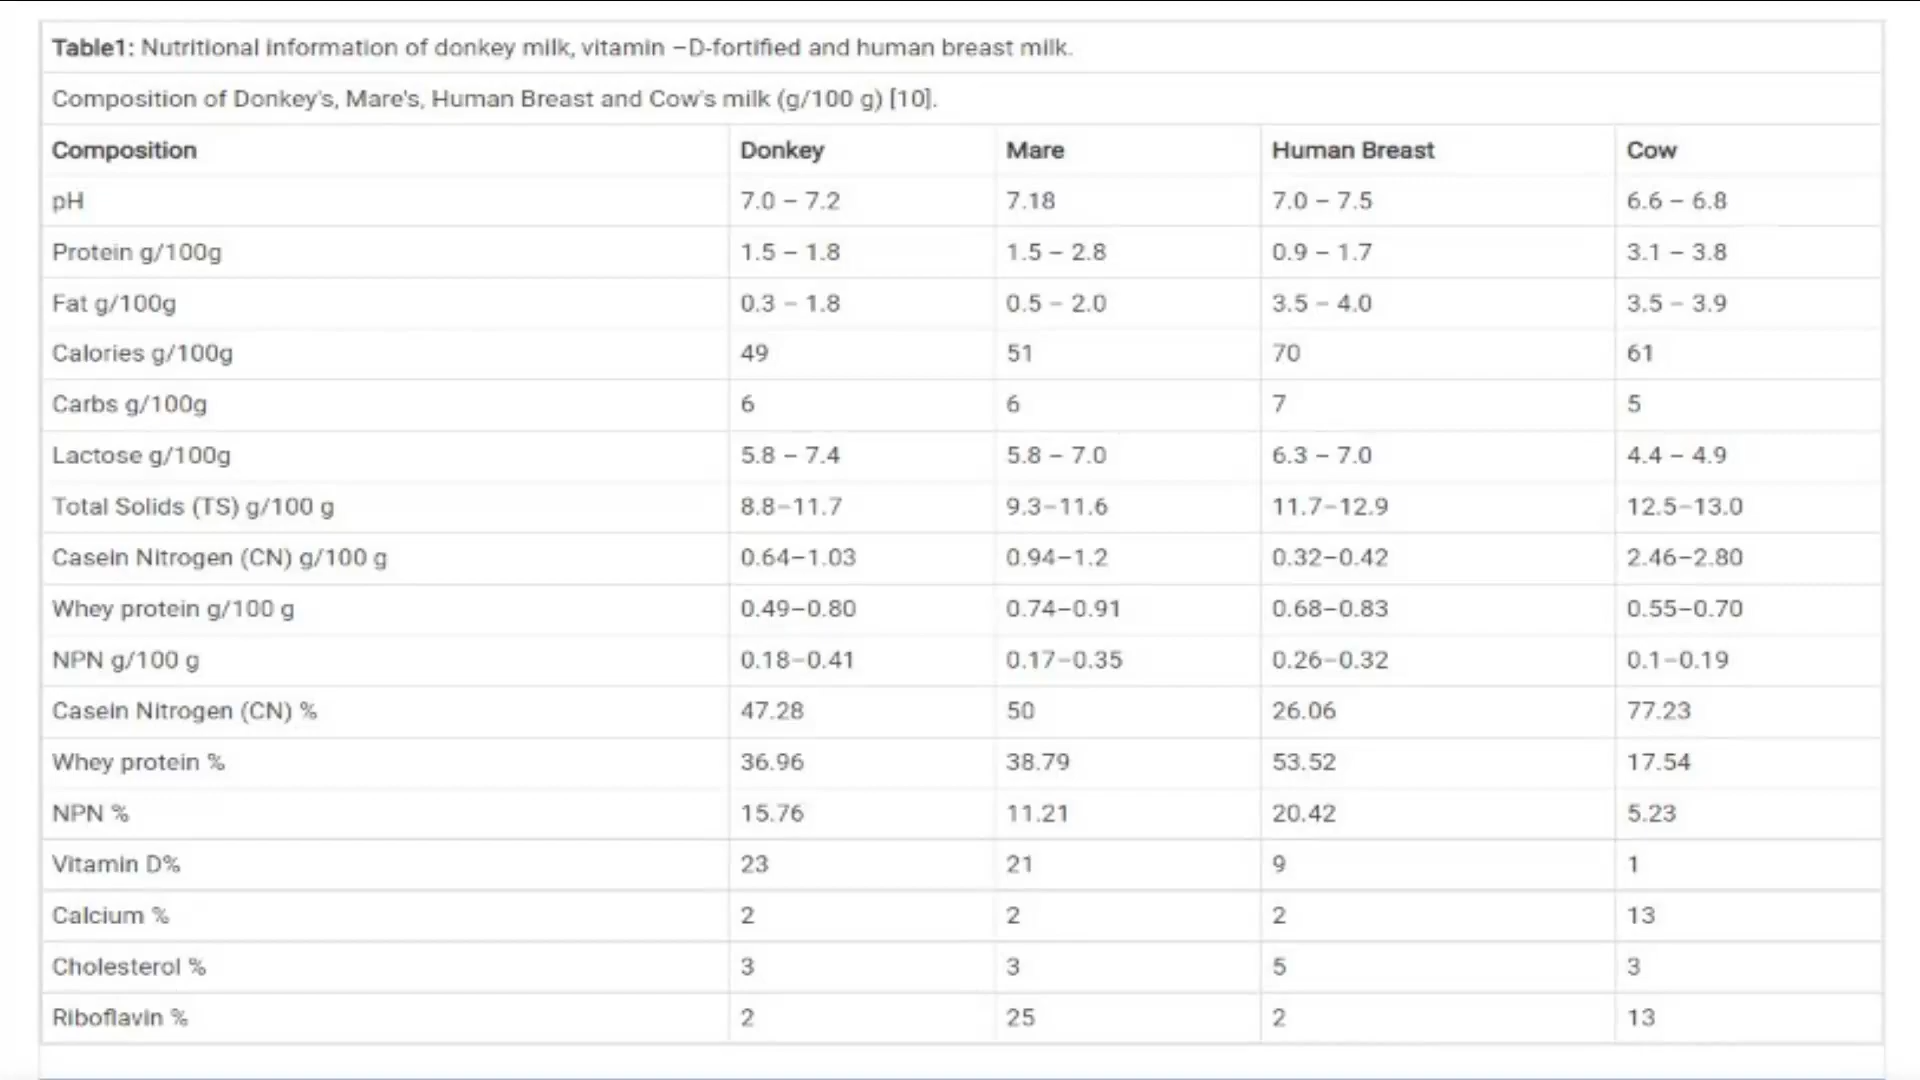 Table1: Nutritional information of donkey milk, vitamin –D-fortified and human breast milk.
Composition of Donkey's, Mare's, Human Breast and Cow's milk (g/100 g) [10].
Composition Donkey Mare Human Breast Cow
pH 7.0 – 7.2 7.18 7.0 – 7.5 6.6 – 6.8
Protein g/100g 1.5 – 1.8 1.5 – 2.8 0.9 – 1.7 3.1 – 3.8
Fat g/100g 0.3 – 1.8 0.5 – 2.0 3.5 – 4.0 3.5 – 3.9
Calories g/100g 49 51 70 61
Carbs g/100g 6 6 7 5
Lactose g/100g 5.8 – 7.4 5.8 – 7.0 6.3 – 7.0 4.4 – 4.9
Total Solids (TS) g/100 g 8.8–11.7 9.3–11.6 11.7–12.9 12.5–13.0
Casein Nitrogen (CN) g/100 g 0.64–1.03 0.94–1.2 0.32–0.42 2.46–2.80
Whey protein g/100 g 0.49–0.80 0.74–0.91 0.68–0.83 0.55–0.70
NPN g/100 g 0.18–0.41 0.17–0.35 0.26–0.32 0.1–0.19
Casein Nitrogen (CN) % 47.28 50 26.06 77.23
Whey protein % 36.96 38.79 53.52 17.54
NPN % 15.76 11.21 20.42 5.23
Vitamin D% 23 21 9 1
Calcium % 2 2 2 13
Cholesterol % 3 3 5 3
Riboflavin % 2 25 2 13